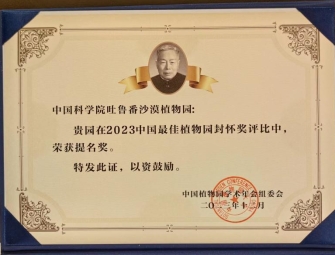 中国科学院吐鲁番沙漠植物园:
贵园在2023中国最佳植物园封怀奖评比中,
荣获提名奖。
特发此证,以资鼓励。
中国植物园学术年会组委会